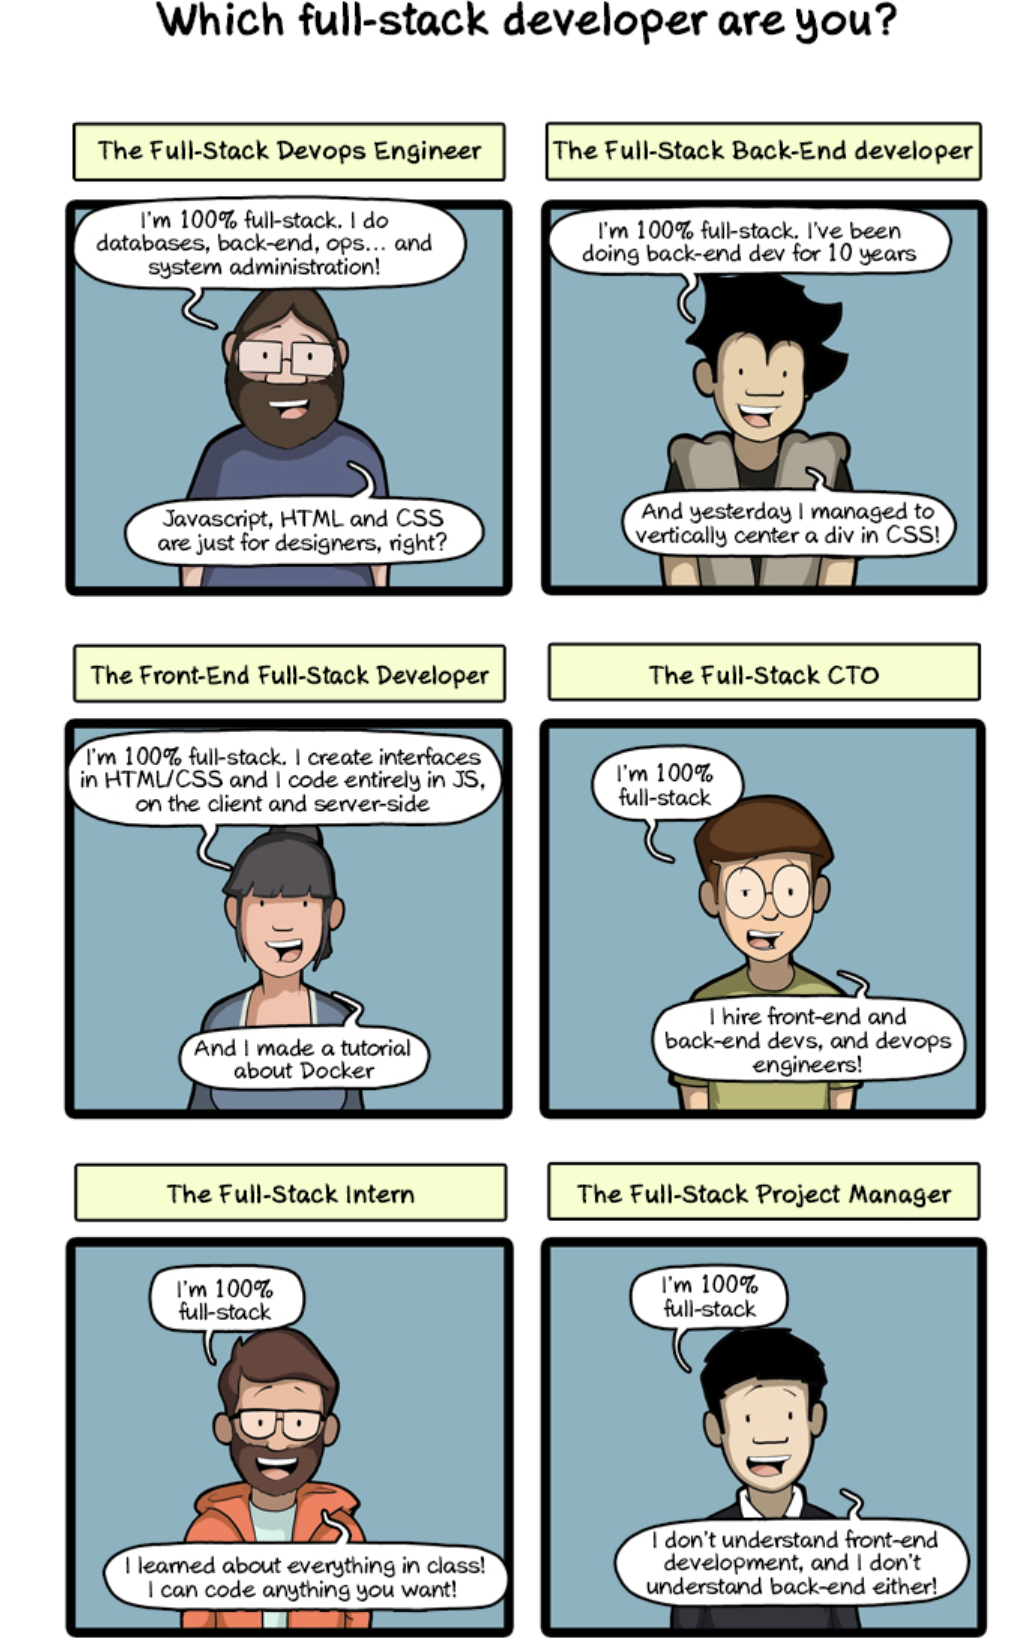 Which full-stack developer are you?
The Full-Stack Devops Engineer
I'm 100% full-stack. I do
databases, back-end, ops... and
system administration!
Javascript, HTML and CSS
are just for designers, right?
The Full-Stack Back-End developer
I'm 100% full-stack. I've been
doing back-end dev for 10 years
And yesterday I managed to
vertically center a div in CSS!
The Front-End Full-Stack Developer
I'm 100% full-stack. I create interfaces
in HTML/CSS and I code entirely in JS,
on the client and server-side
And I made a tutorial
about Docker
The Full-Stack CTO
I'm 100%
full-stack
I hire front-end and
back-end devs, and devops
engineers!
The Full-Stack Intern
I'm 100%
full-stack
I learned about everything in class!
I can code anything you want!
The Full-Stack Project Manager
I'm 100%
full-stack
I don't understand front-end
development, and I don't
understand back-end either!